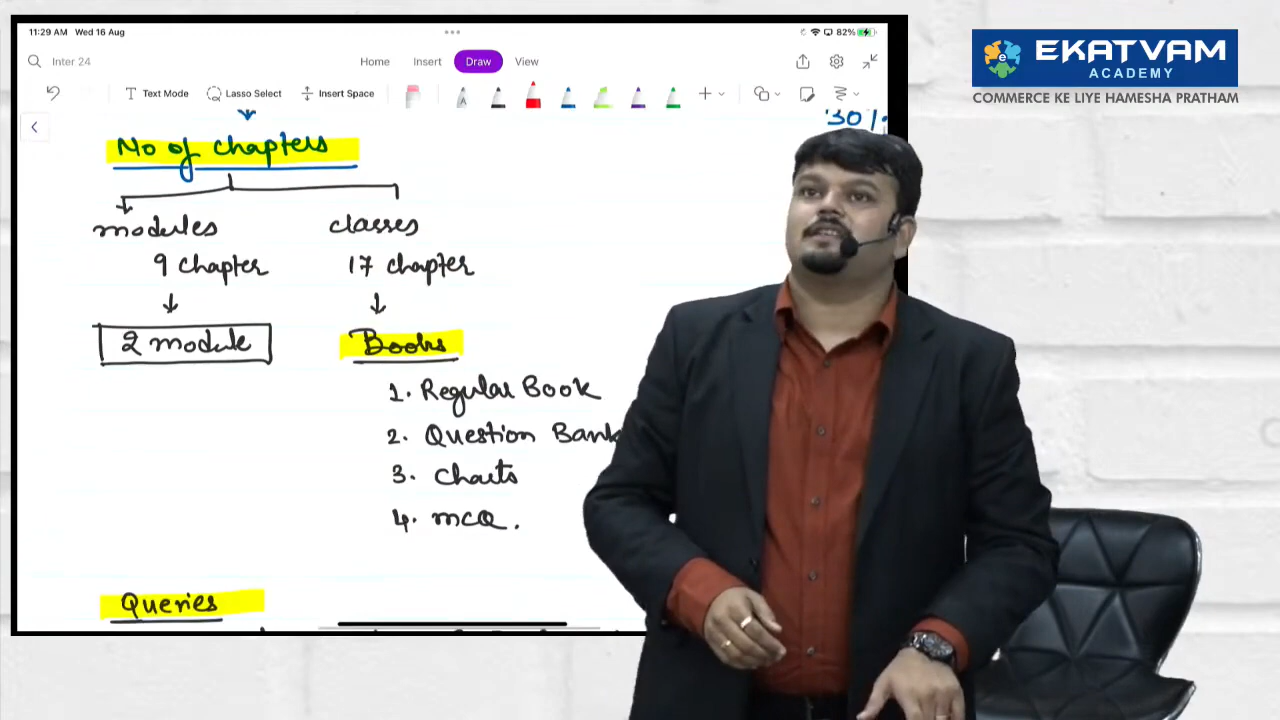 11:29 AM Wed 16 Aug
82%
Inter 24
Home Insert Draw View
Text Mode Lasso Select Insert Space
30%
No of chapters
modules classes
9 chapter 17 chapter
2 module Books
1. Regular Book
2. Question Bank
3. Charts
4. MCQ.
Queries
EKATVAM
ACADEMY
COMMERCE KE LIYE HAMESHA PRATHAM